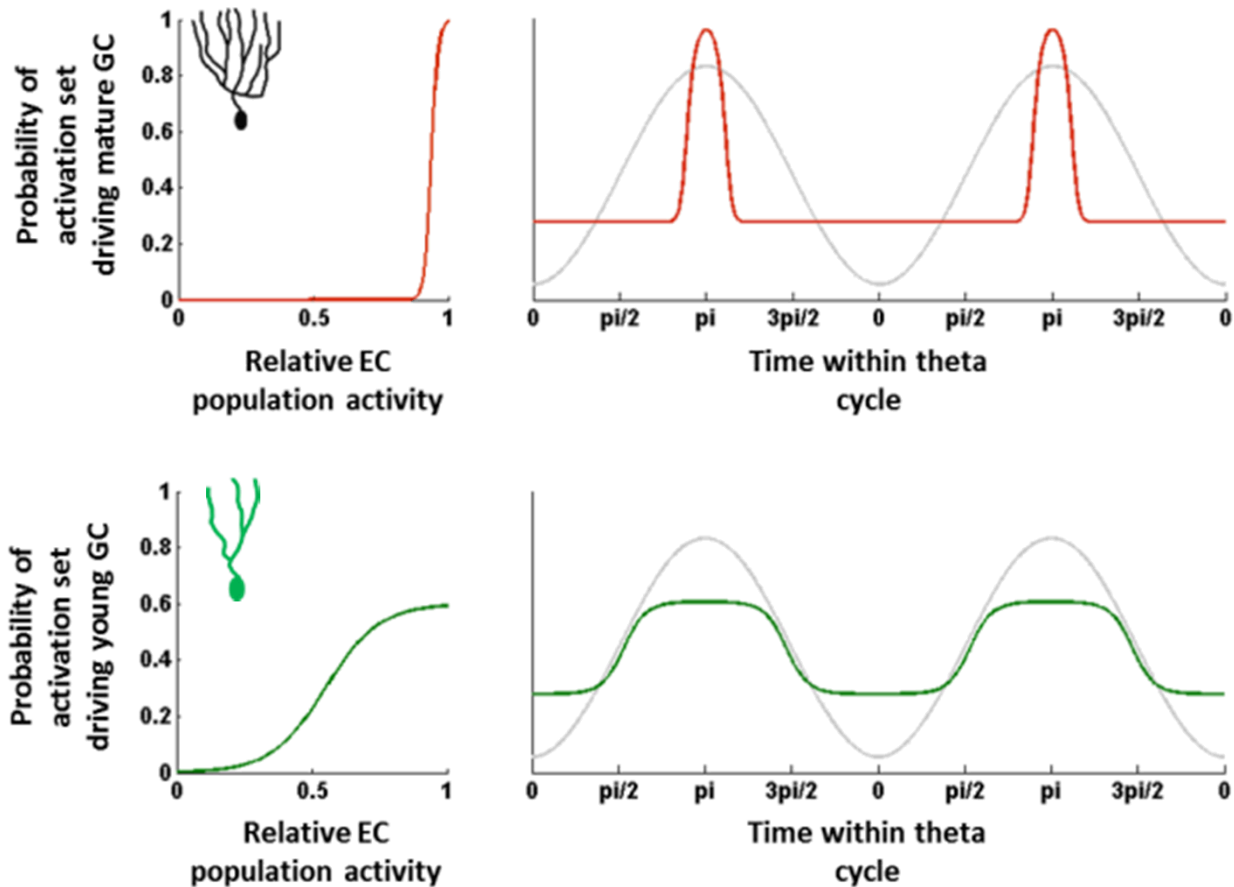 Probability of
activation set
driving mature GC
1
0.8
0.6
0.4
0.2
0
0
0.5
1
Relative EC
population activity
0
pi/2
pi
3pi/2
0
pi/2
pi
3pi/2
0
Time within theta
cycle
Probability of
activation set
driving young GC
1
0.8
0.6
0.4
0.2
0
0
0.5
1
Relative EC
population activity
0
pi/2
pi
3pi/2
0
pi/2
pi
3pi/2
0
Time within theta
cycle